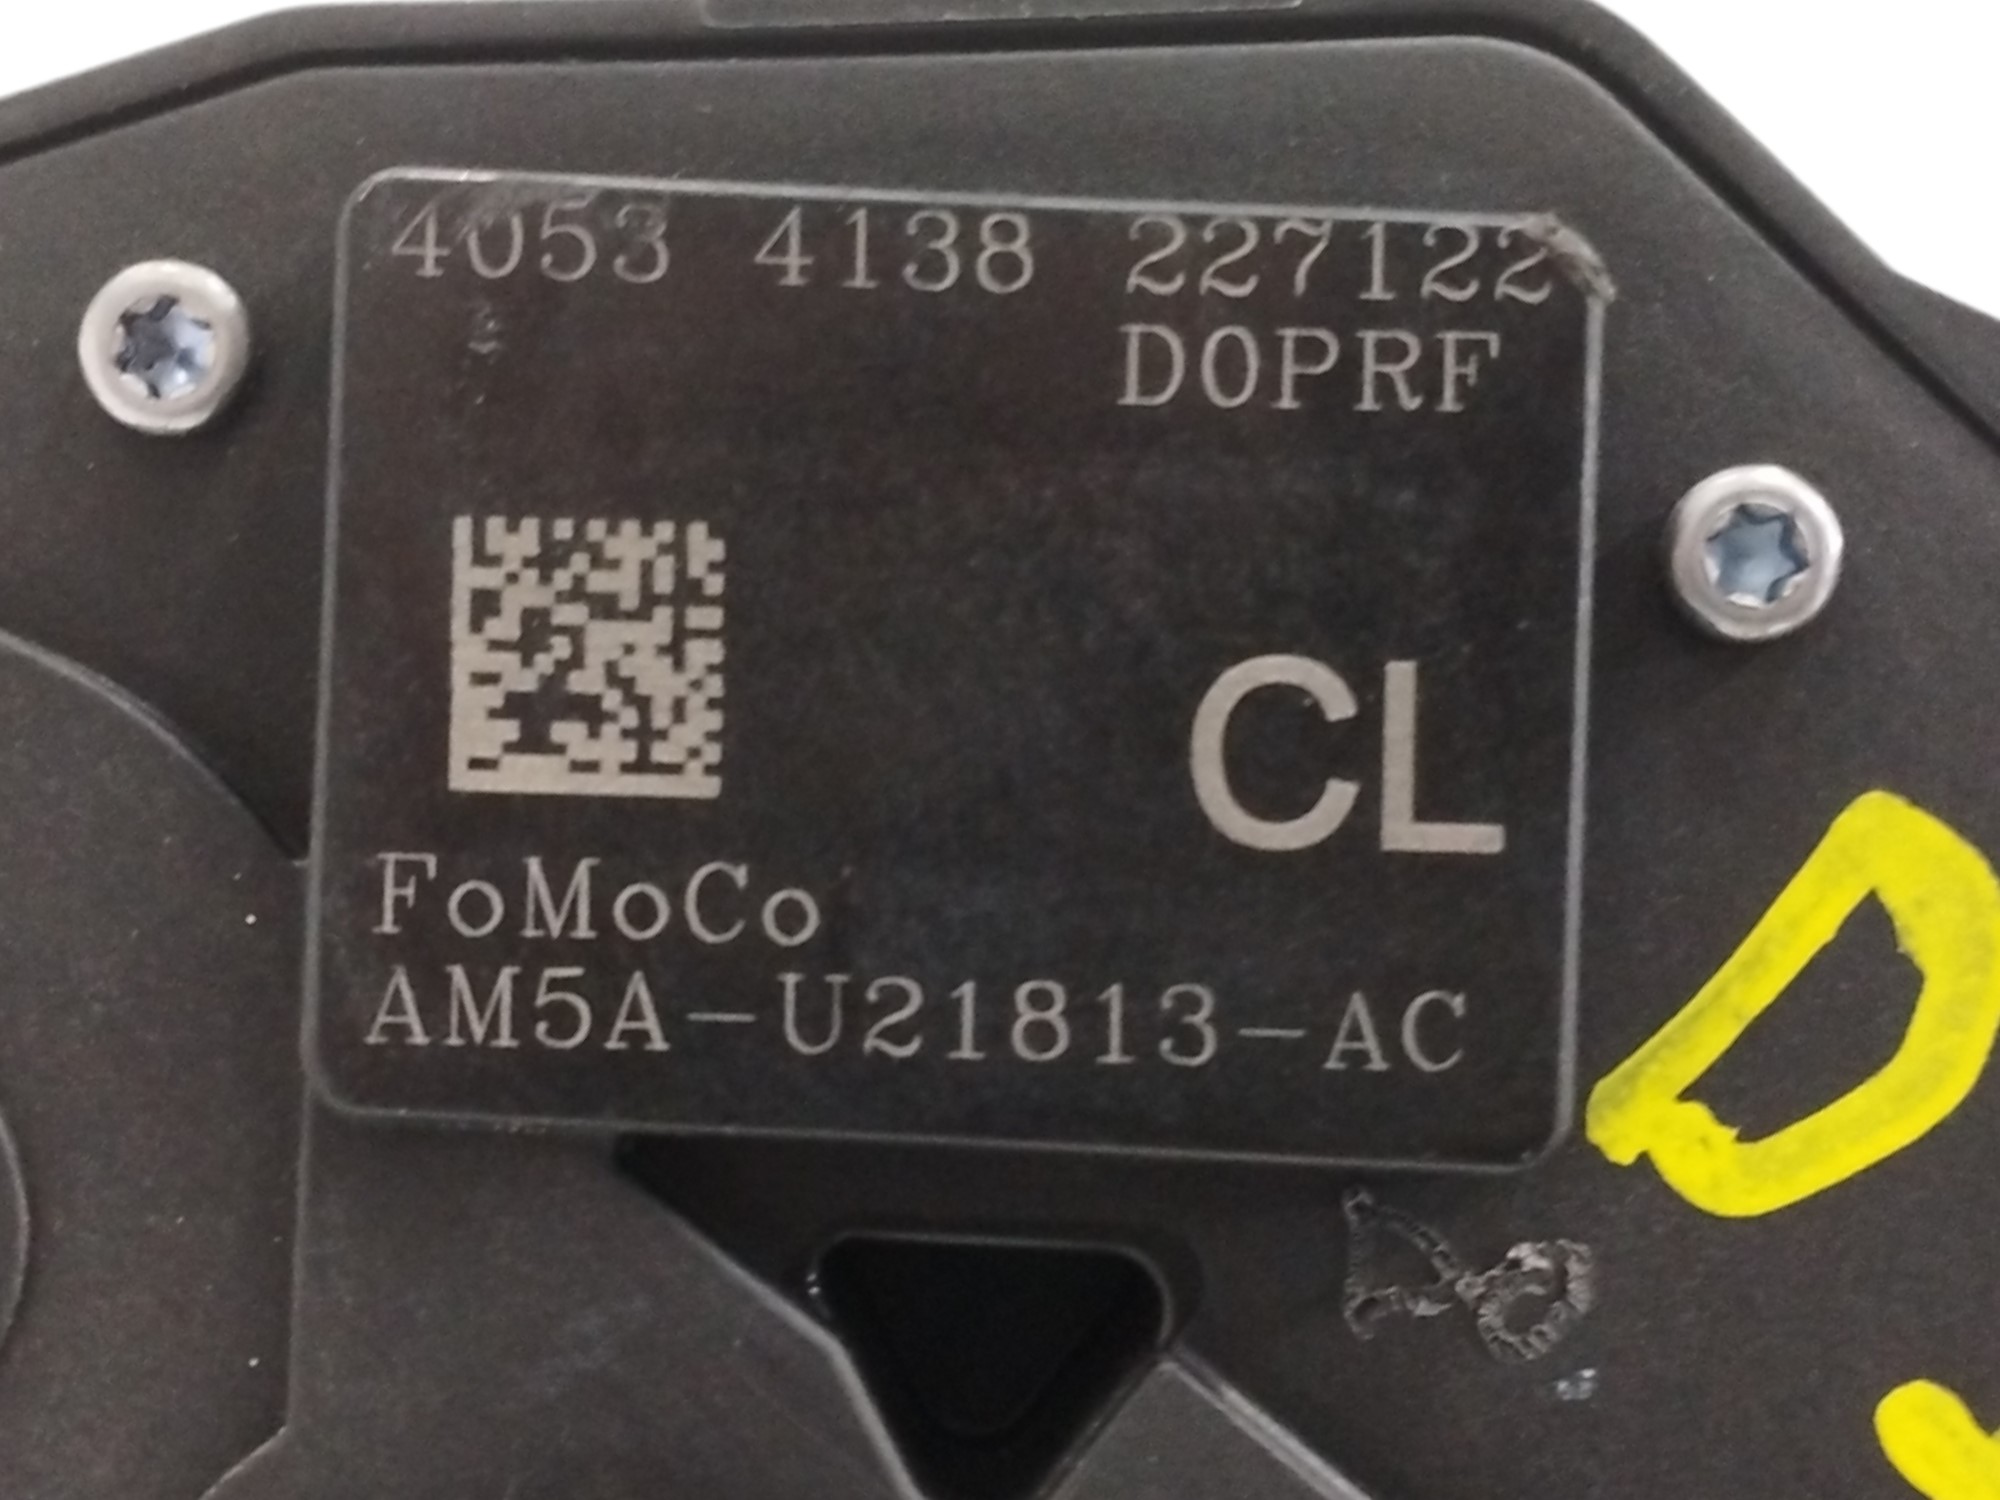 4053 4138 227122
D0PRF
CL
FoMoCo
AM5A-U21813-AC
D